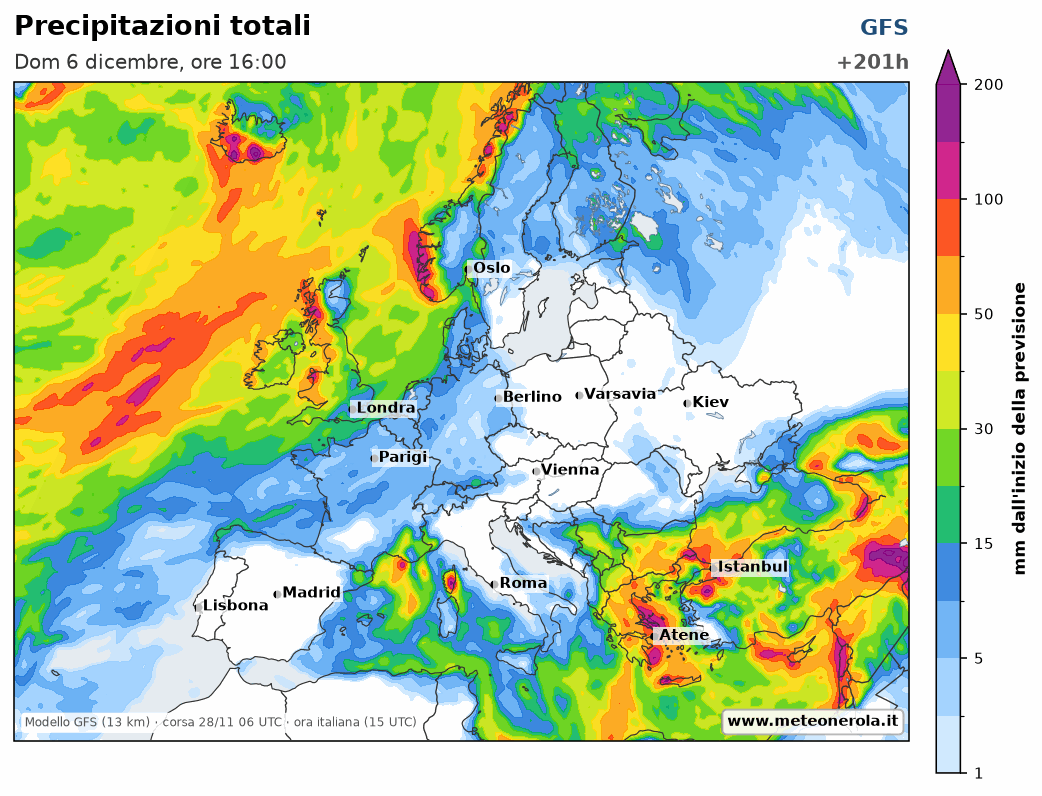 Precipitazioni totali
GFS
Dom 6 dicembre, ore 16:00
+201h
200
100
50
30
15
5
1
mm dall'inizio della previsione
Oslo
Berlino
Varsavia
Kiev
Londra
Parigi
Vienna
Istanbul
Roma
Madrid
Lisbona
Atene
Modello GFS (13 km) · corsa 28/11 06 UTC · ora italiana (15 UTC)
www.meteonerola.it